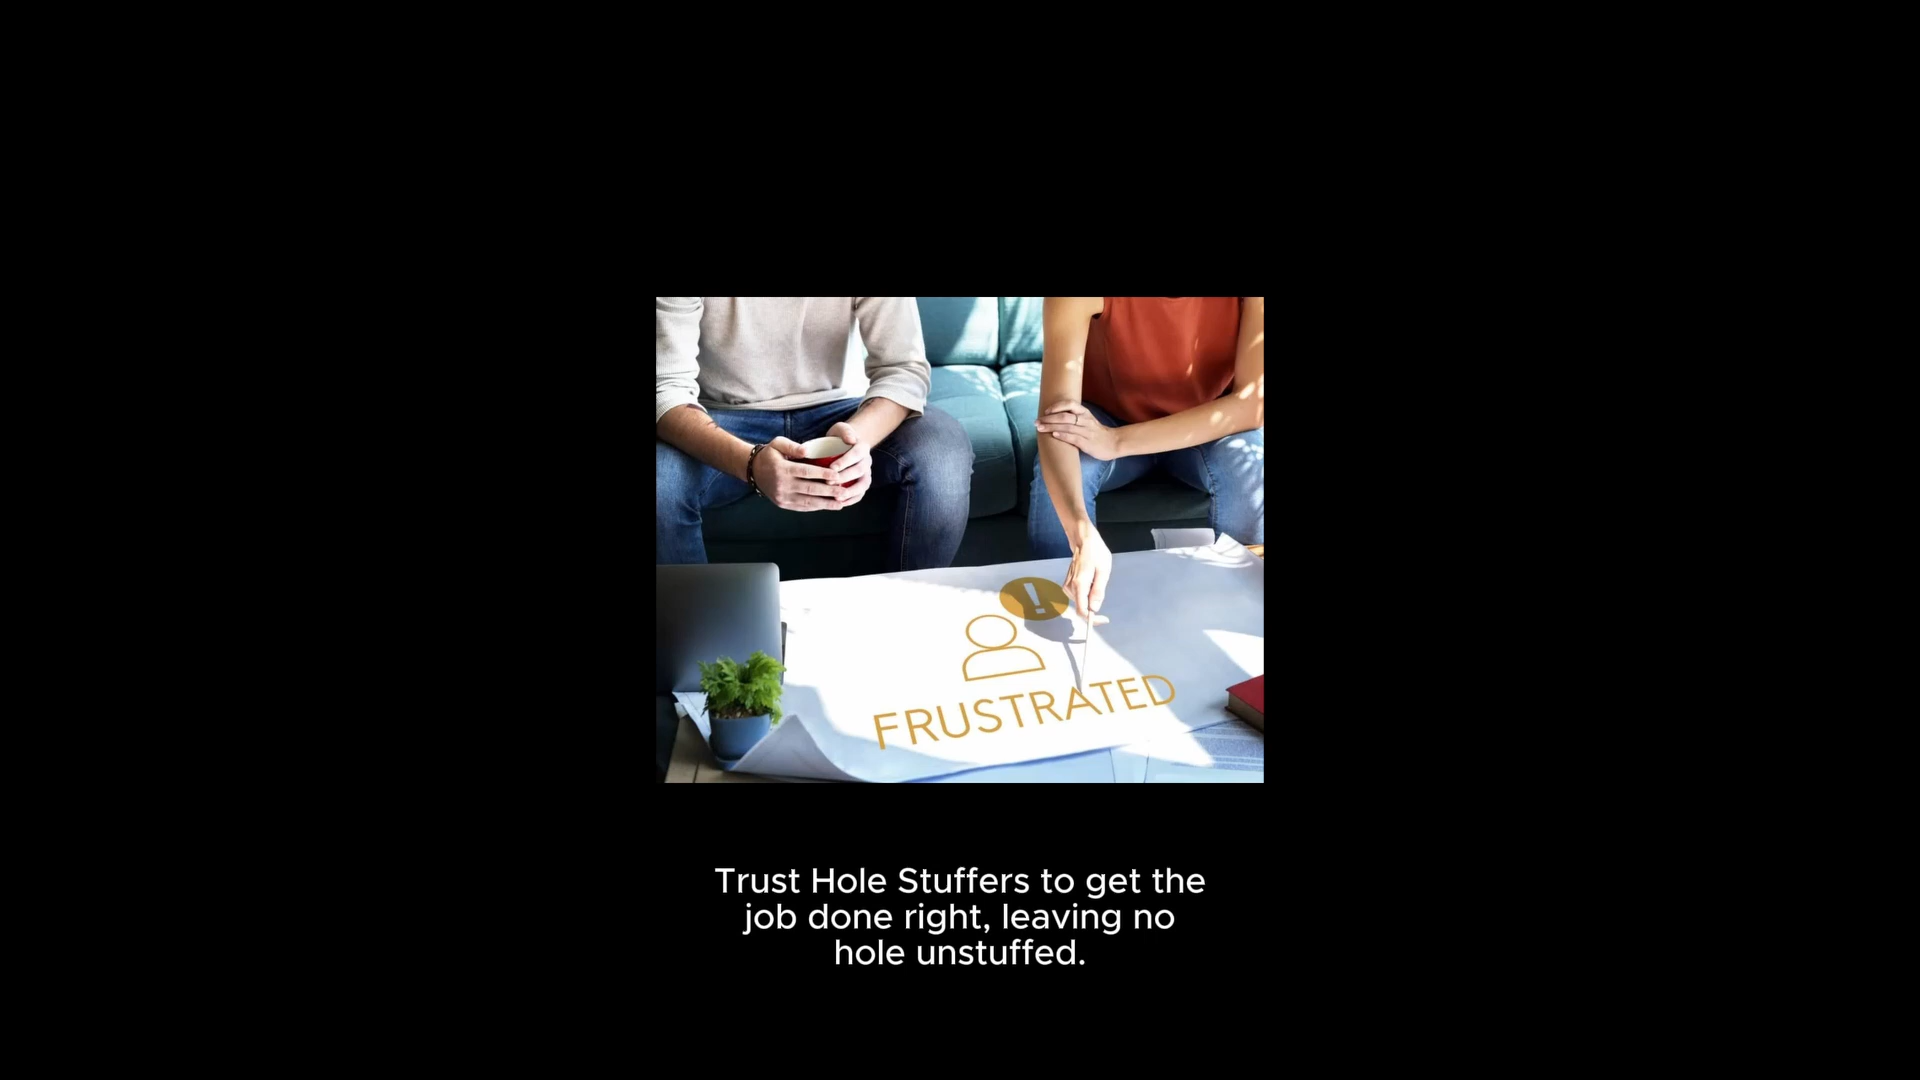 !
FRUSTRATED
Trust Hole Stuffers to get the
job done right, leaving no
hole unstuffed.